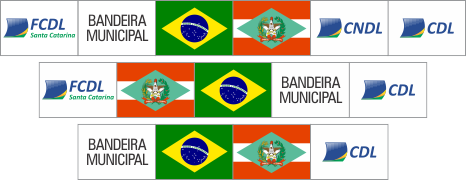 FCDL
Santa Catarina
BANDEIRA
MUNICIPAL
CNDL
CDL
FCDL
Santa Catarina
BANDEIRA
MUNICIPAL
CDL
BANDEIRA
MUNICIPAL
CDL